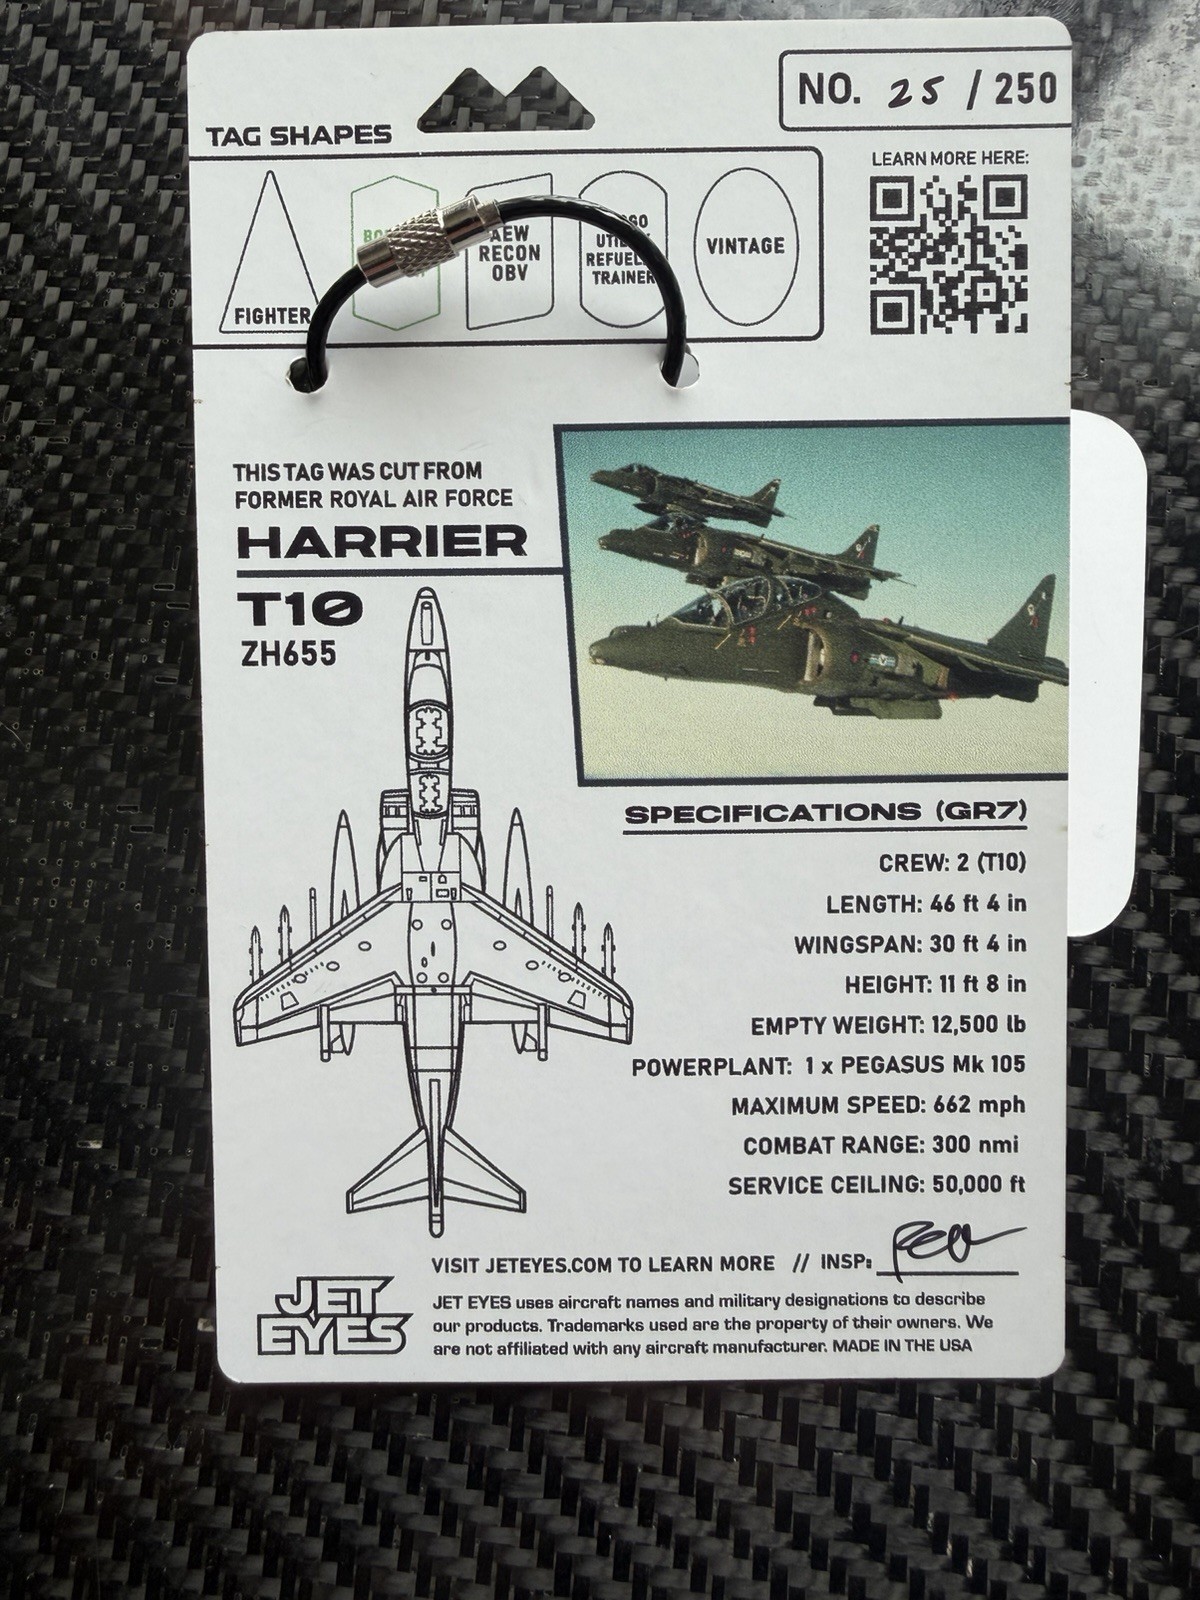 NO. 25 / 250
TAG SHAPES
LEARN MORE HERE:
FIGHTER
AEW
RECON
OBV
TRAINER
VINTAGE
THIS TAG WAS CUT FROM
FORMER ROYAL AIR FORCE
HARRIER
T10
ZH655
SPECIFICATIONS (GR7)
CREW: 2 (T10)
LENGTH: 46 ft 4 in
WINGSPAN: 30 ft 4 in
HEIGHT: 11 ft 8 in
EMPTY WEIGHT: 12,500 lb
POWERPLANT: 1 x PEGASUS Mk 105
MAXIMUM SPEED: 662 mph
COMBAT RANGE: 300 nmi
SERVICE CEILING: 50,000 ft
VISIT JETEYES.COM TO LEARN MORE // INSP:
JET
EYES
JET EYES uses aircraft names and military designations to describe
our products. Trademarks used are the property of their owners. We
are not affiliated with any aircraft manufacturer. MADE IN THE USA